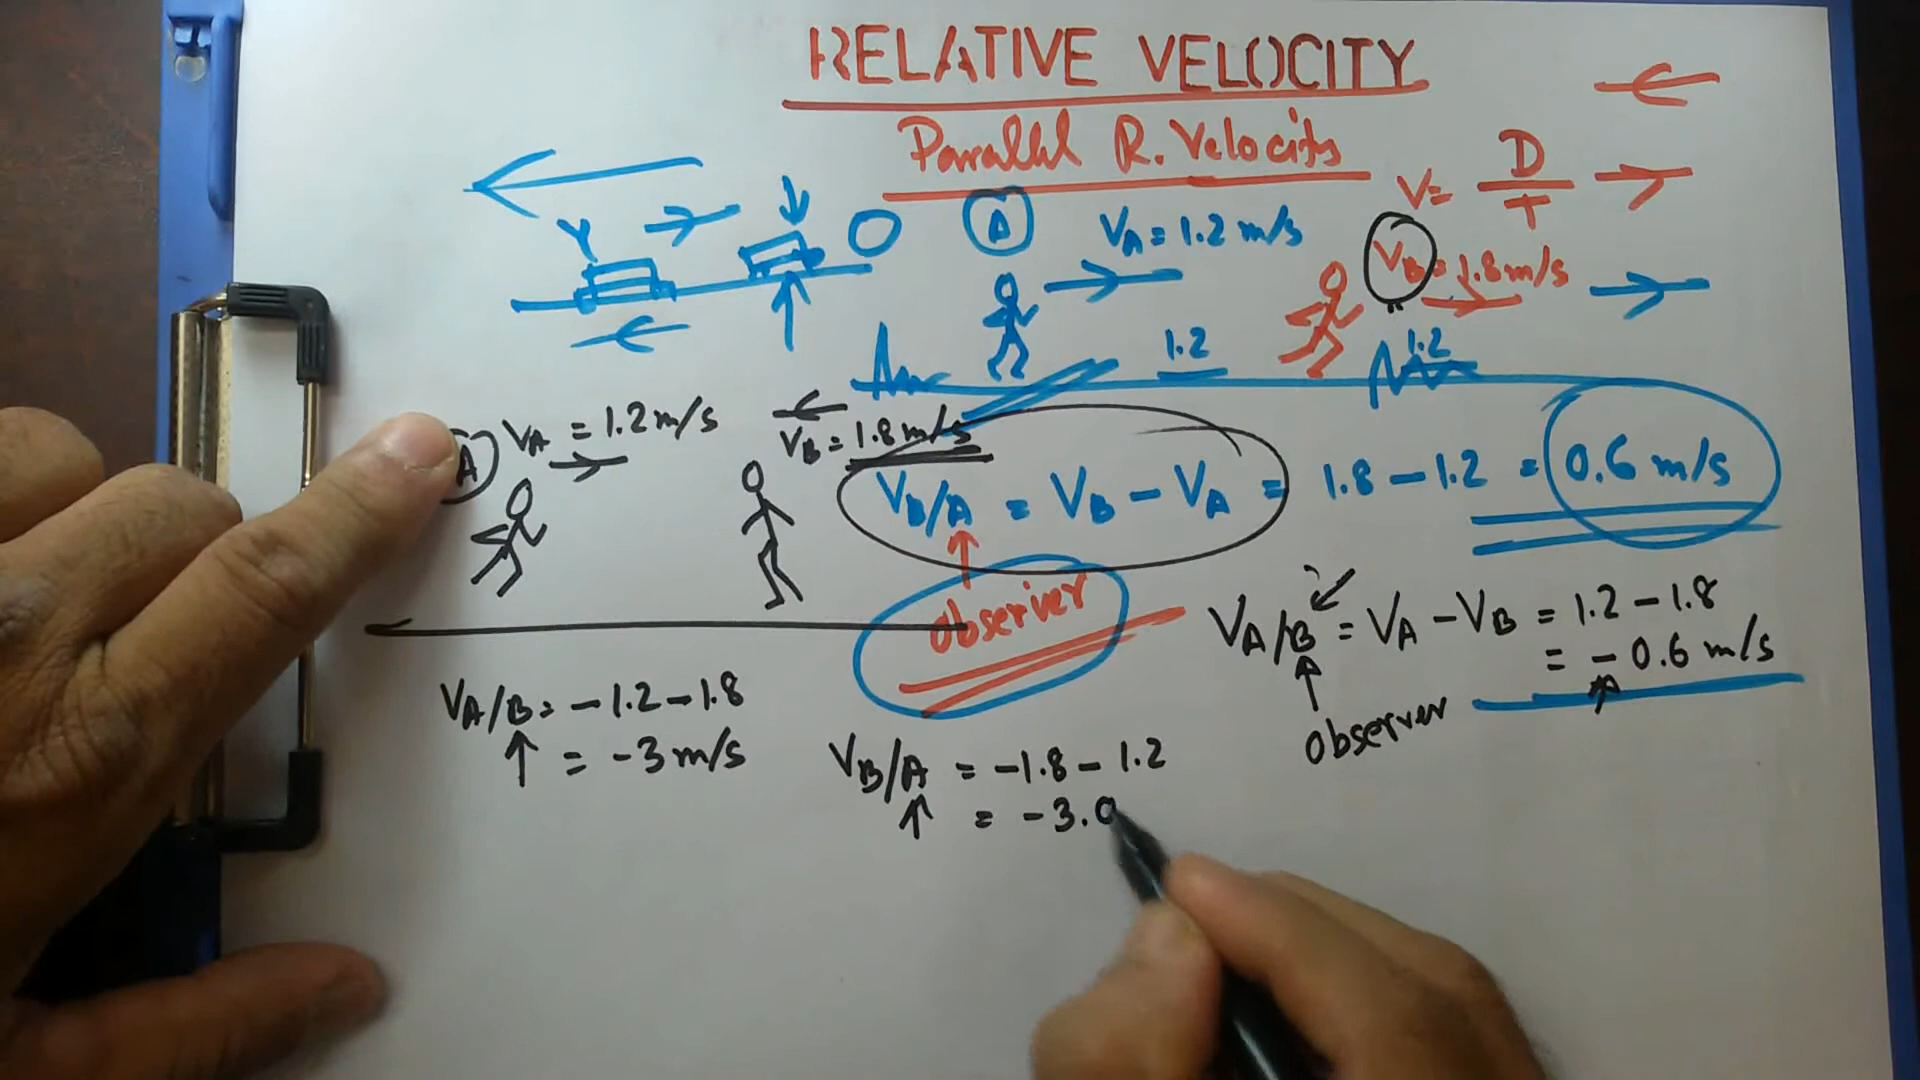 RELATIVE VELOCITY
Parallel R. Velocity
V= D/T
Y
A
VA = 1.2 m/s
VB = 1.8 m/s
1.2
1.2
A
VA = 1.2 m/s
VB = 1.8 m/s
VB/A = VB - VA = 1.8 - 1.2 = 0.6 m/s
observer
VA/B = VA - VB = 1.2 - 1.8
= - 0.6 m/s
observer
VA/B = - 1.2 - 1.8
= -3 m/s
VB/A = -1.8 - 1.2
= -3.0